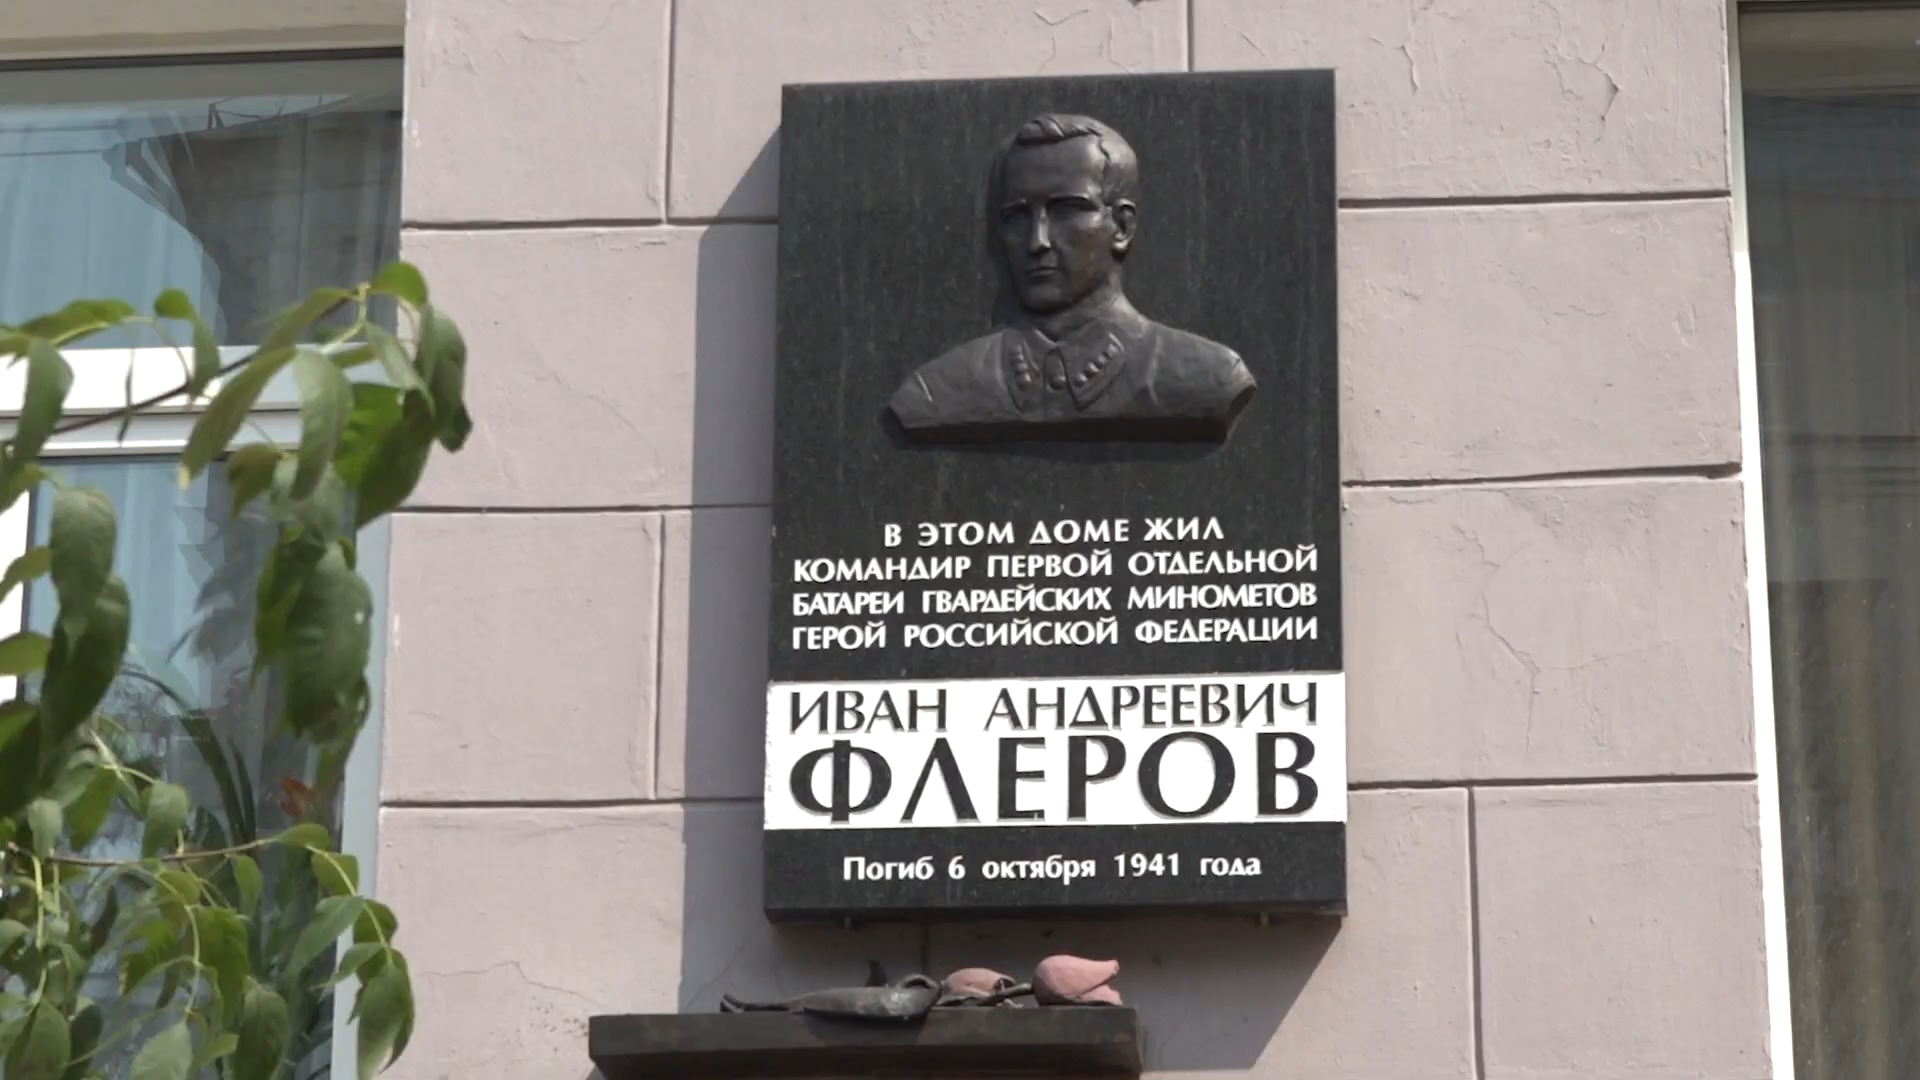 В ЭТОМ ДОМЕ ЖИЛ
КОМАНДИР ПЕРВОЙ ОТДЕЛЬНОЙ
БАТАРЕИ ГВАРДЕЙСКИХ МИНОМЕТОВ
ГЕРОЙ РОССИЙСКОЙ ФЕДЕРАЦИИ
ИВАН АНДРЕЕВИЧ
ФЛЕРОВ
Погиб 6 октября 1941 года